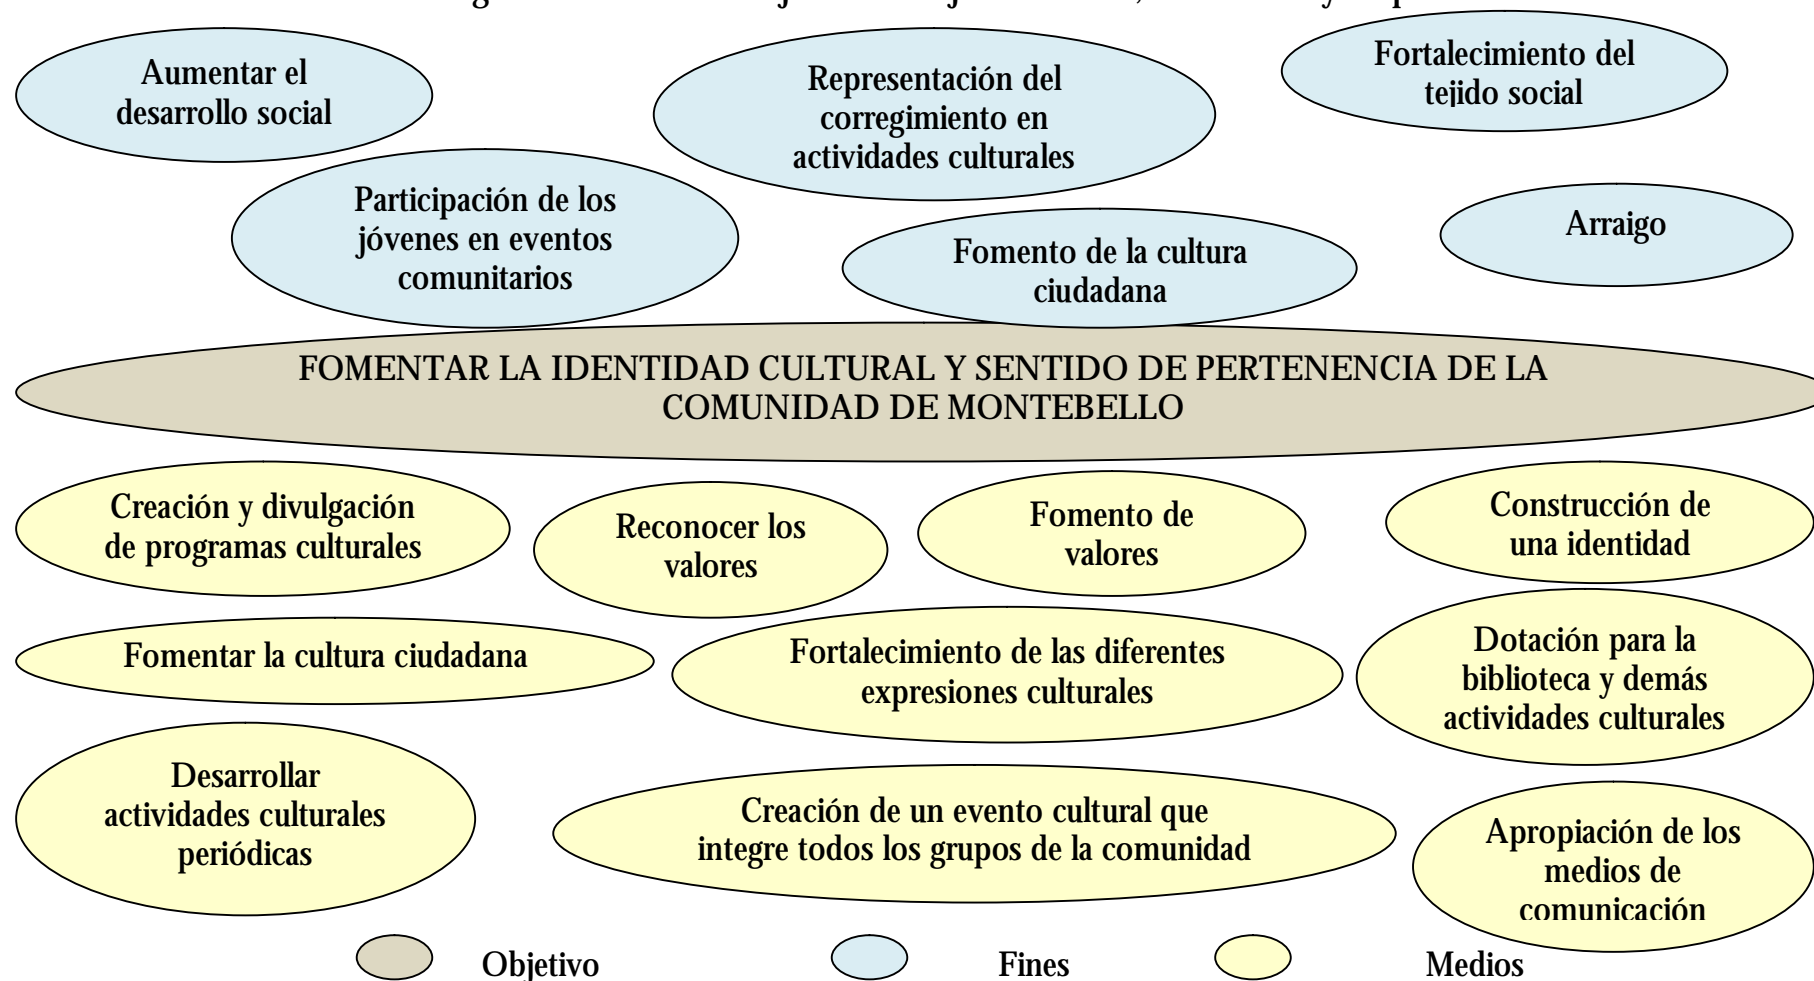 Aumentar el
desarrollo social
Representación del
corregimiento en
actividades culturales
Fortalecimiento del
tejido social
Participación de los
jóvenes en eventos
comunitarios
Fomento de la cultura
ciudadana
Arraigo
FOMENTAR LA IDENTIDAD CULTURAL Y SENTIDO DE PERTENENCIA DE LA
COMUNIDAD DE MONTEBELLO
Creación y divulgación
de programas culturales
Reconocer los
valores
Fomento de
valores
Construcción de
una identidad
Fomentar la cultura ciudadana
Fortalecimiento de las diferentes
expresiones culturales
Dotación para la
biblioteca y demás
actividades culturales
Desarrollar
actividades culturales
periódicas
Creación de un evento cultural que
integre todos los grupos de la comunidad
Apropiación de los
medios de
comunicación
Objetivo
Fines
Medios